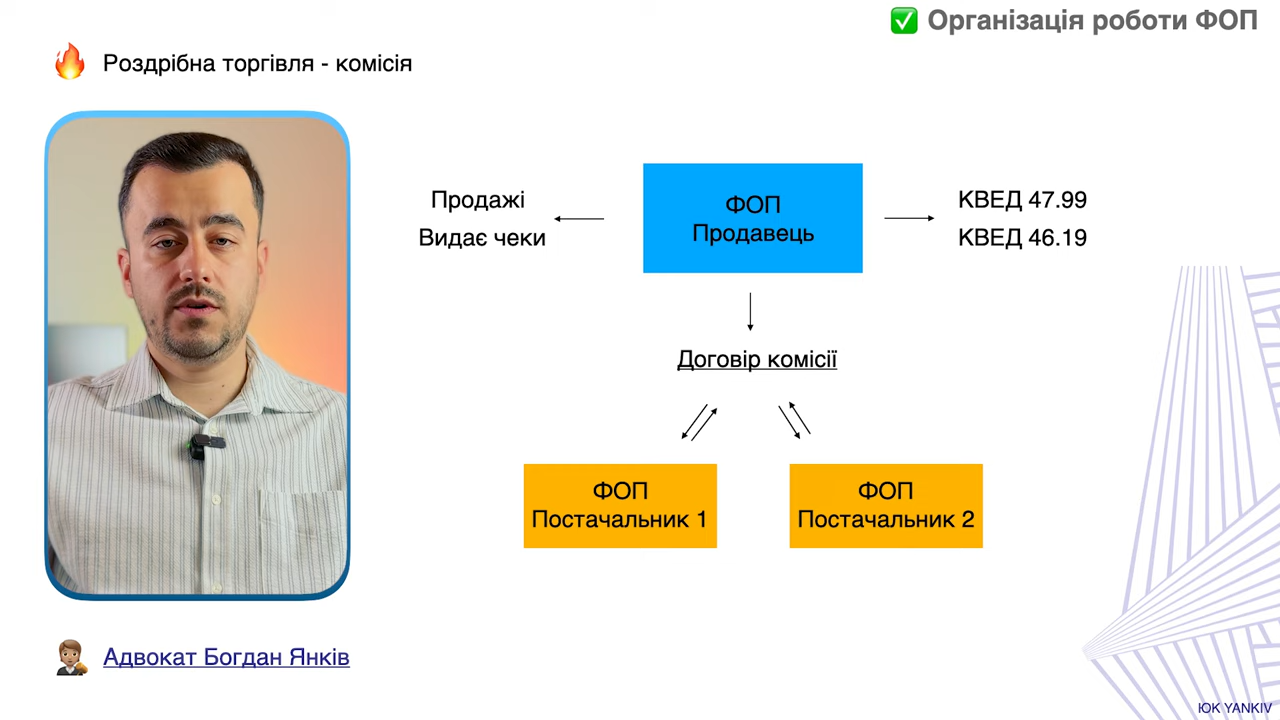 Організація роботи ФОП
Роздрібна торгівля - комісія
Продажі
Видає чеки
ФОП
Продавець
КВЕД 47.99
КВЕД 46.19
Договір комісії
ФОП
Постачальник 1
ФОП
Постачальник 2
Адвокат Богдан Янків
ЮК YANKIV